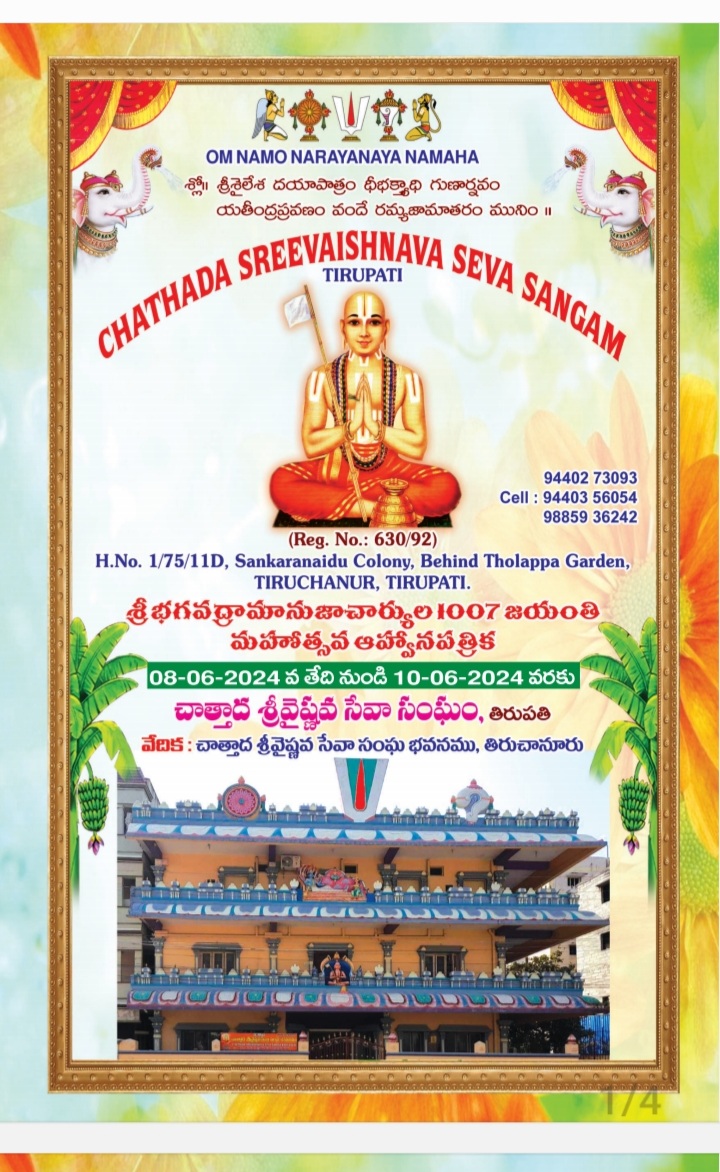 OM NAMO NARAYANAYA NAMAHA
శ్లో॥ శ్రీశైలేశ దయాపాత్రం ధీభక్త్యాధి గుణార్నవం
యతీంద్రప్రవణం వందే రమ్యజామాతరం మునిం ॥
CHATHADA SREEVAISHNAVA SEVA SANGAM
TIRUPATI
94402 73093
Cell : 94403 56054
98859 36242
(Reg. No.: 630/92)
H.No. 1/75/11D, Sankaranaidu Colony, Behind Tholappa Garden,
TIRUCHANUR, TIRUPATI.
శ్రీ భగవద్రామానుజాచార్యుల 1007 జయంతి
మహోత్సవ ఆహ్వానపత్రిక
08-06-2024 వ తేది నుండి 10-06-2024 వరకు
చాత్తాద శ్రీవైష్ణవ సేవా సంఘం, తిరుపతి
వేదిక : చాత్తాద శ్రీవైష్ణవ సేవా సంఘ భవనము, తిరుచానూరు
1/4